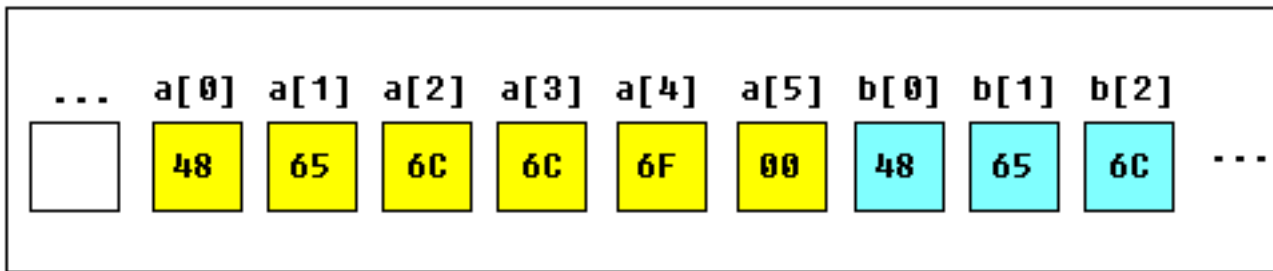 ... a[0] a[1] a[2] a[3] a[4] a[5] b[0] b[1] b[2]
48 65 6C 6C 6F 00 48 65 6C ...